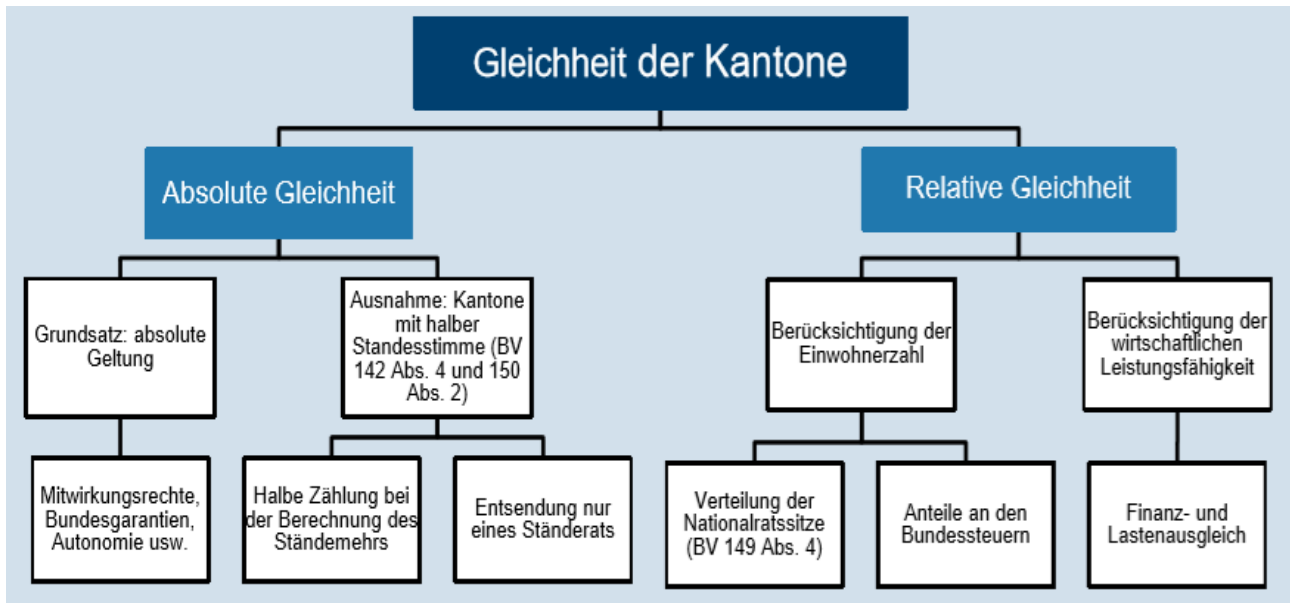 Gleichheit der Kantone
Absolute Gleichheit
Relative Gleichheit
Grundsatz: absolute
Geltung
Ausnahme: Kantone
mit halber
Standesstimme (BV
142 Abs. 4 und 150
Abs. 2)
Berücksichtigung der
Einwohnerzahl
Berücksichtigung der
wirtschaftlichen
Leistungsfähigkeit
Mitwirkungsrechte,
Bundesgarantien,
Autonomie usw.
Halbe Zählung bei
der Berechnung des
Ständemehrs
Entsendung nur
eines Ständerats
Verteilung der
Nationalratssitze
(BV 149 Abs. 4)
Anteile an den
Bundessteuern
Finanz- und
Lastenausgleich